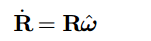 Ṙ = Rω̂